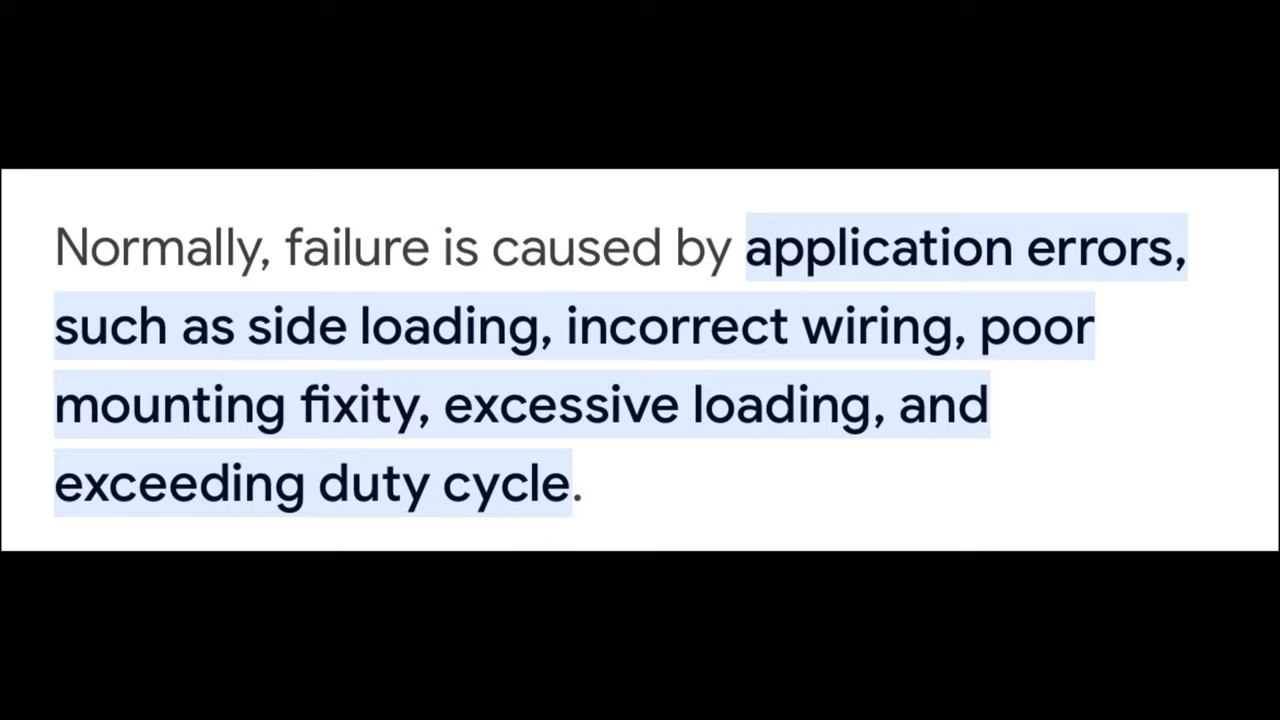 Normally, failure is caused by application errors,
such as side loading, incorrect wiring, poor
mounting fixity, excessive loading, and
exceeding duty cycle.